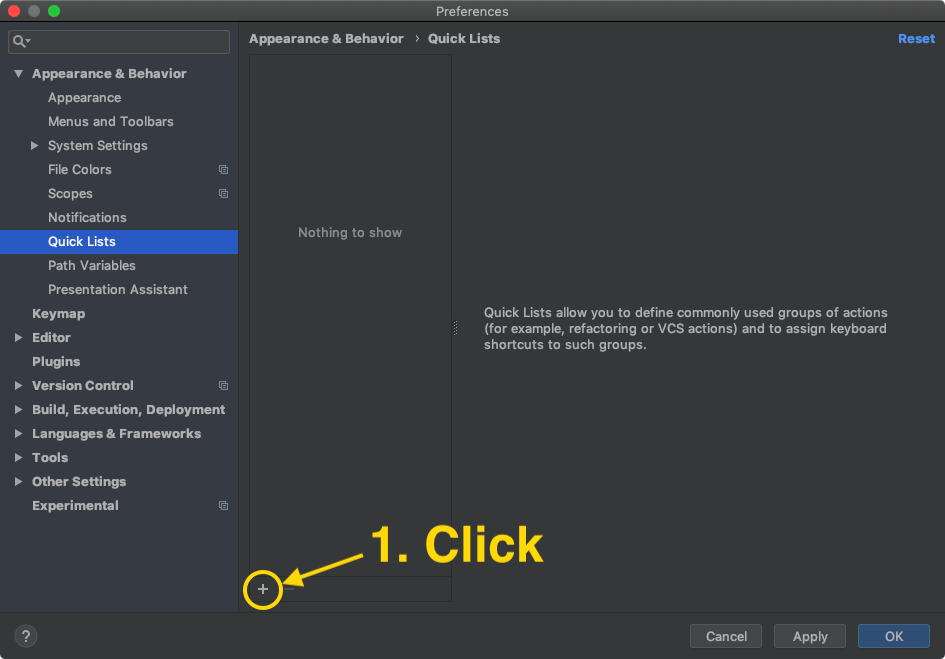 Preferences
Appearance & Behavior › Quick Lists
Reset
Appearance & Behavior
Appearance
Menus and Toolbars
System Settings
File Colors
Scopes
Notifications
Quick Lists
Path Variables
Presentation Assistant
Keymap
Editor
Plugins
Version Control
Build, Execution, Deployment
Languages & Frameworks
Tools
Other Settings
Experimental
Nothing to show
Quick Lists allow you to define commonly used groups of actions
(for example, refactoring or VCS actions) and to assign keyboard
shortcuts to such groups.
1. Click
+
?
Cancel
Apply
OK